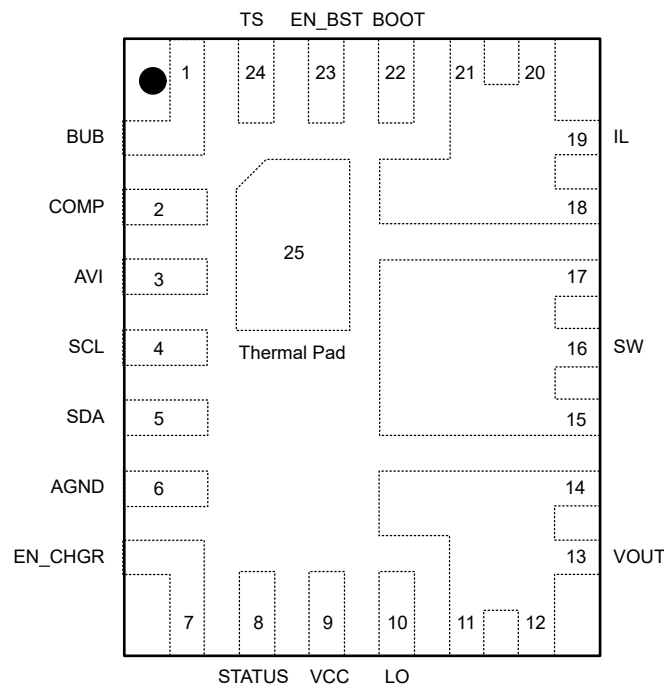 TS EN_BST BOOT
1 24 23 22 21 20
BUB 19 IL
COMP 2 18
25
AVI 3 17
SCL 4 Thermal Pad 16 SW
SDA 5 15
AGND 6 14
EN_CHGR 13 VOUT
7 8 9 10 11 12
STATUS VCC LO